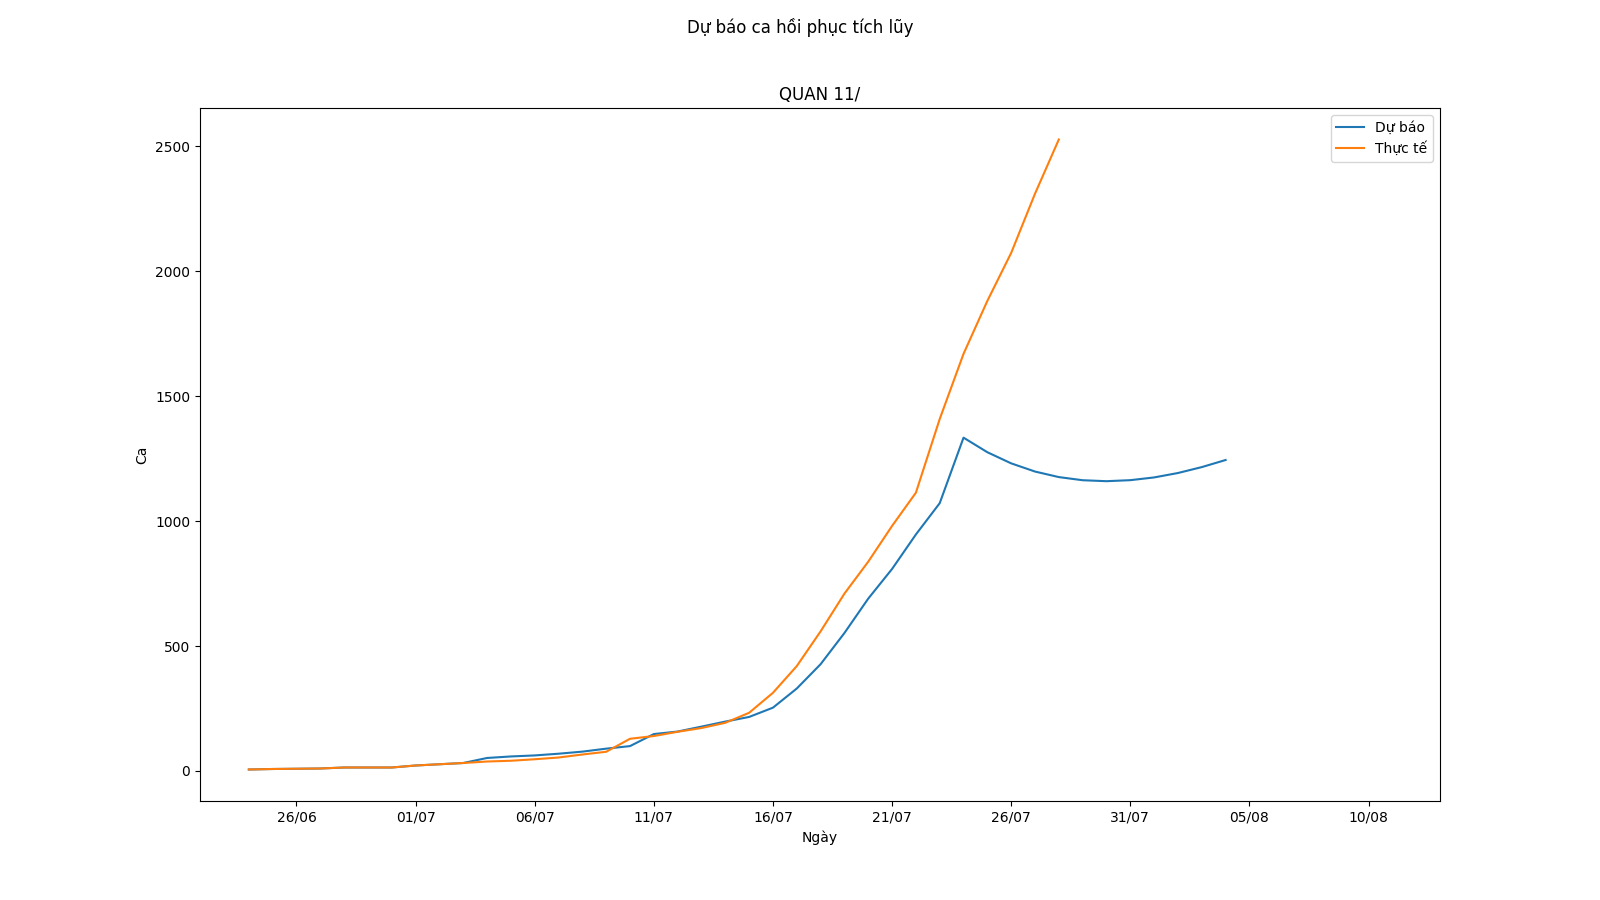 Dự báo ca hồi phục tích lũy
QUAN 11/
Dự báo
Thực tế
2500
2000
1500
1000
500
0
Ca
26/06 01/07 06/07 11/07 16/07 21/07 26/07 31/07 05/08 10/08
Ngày